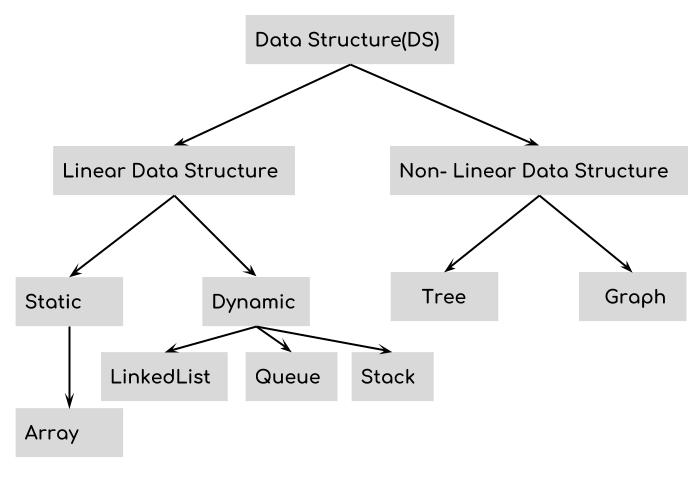 Data Structure(DS)
Linear Data Structure
Non- Linear Data Structure
Static
Dynamic
Tree
Graph
LinkedList
Queue
Stack
Array